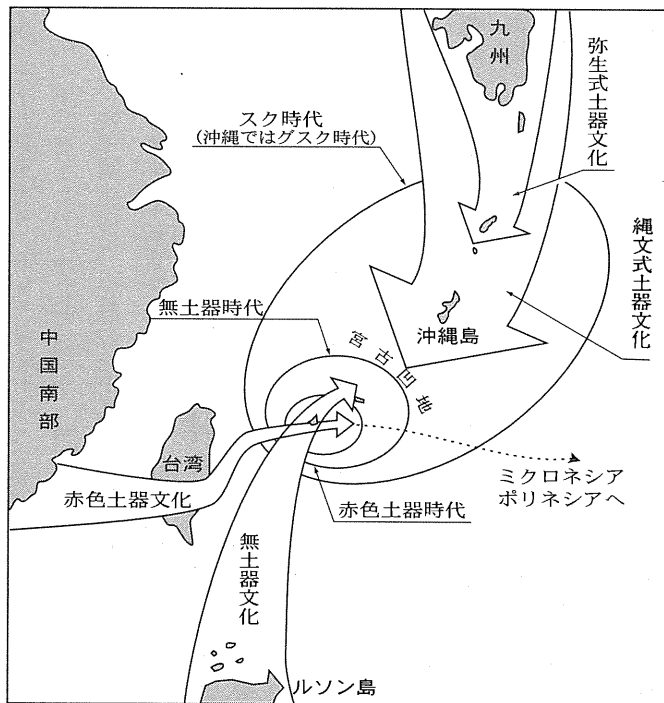 九州
弥生式土器文化
スク時代
(沖縄ではグスク時代)
縄文式土器文化
無土器時代
宮古凹地
沖縄島
中国南部
台湾
赤色土器文化
ミクロネシア
ポリネシアへ
赤色土器時代
無土器文化
ルソン島